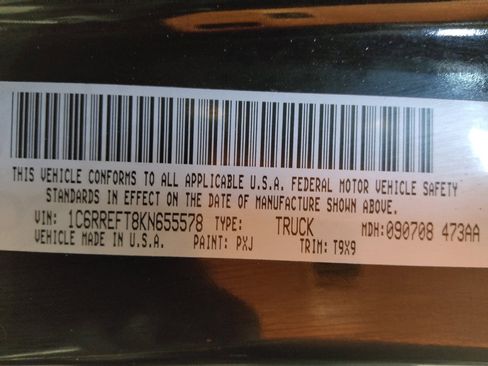 THIS VEHICLE CONFORMS TO ALL APPLICABLE U.S.A. FEDERAL MOTOR VEHICLE SAFETY
STANDARDS IN EFFECT ON THE DATE OF MANUFACTURE SHOWN ABOVE.
VIN: 1C6RREFT8KN655578 TYPE: TRUCK MDH:090708 473AA
VEHICLE MADE IN U.S.A. PAINT: PXJ TRIM: T9X9